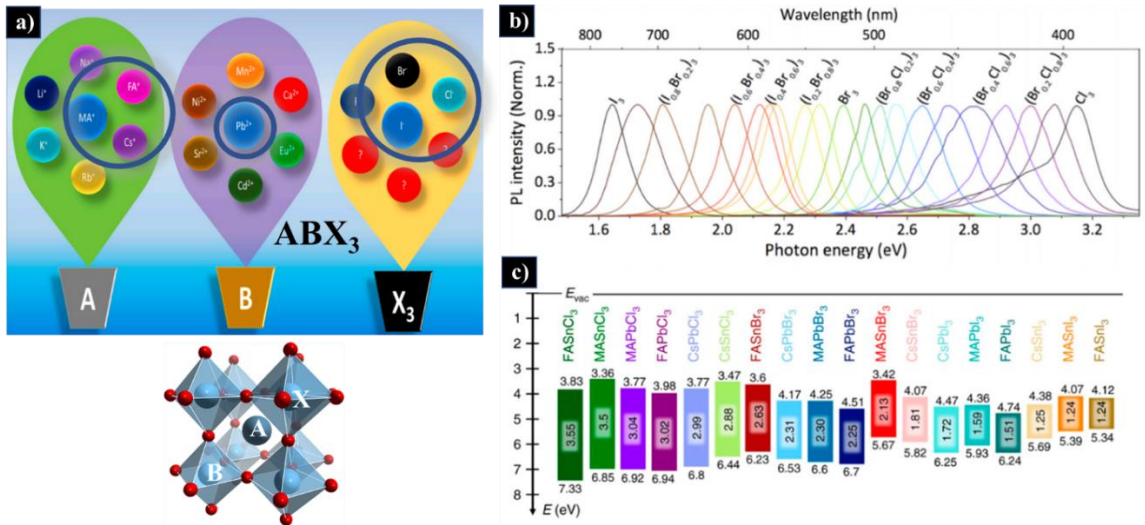 a)
Na⁺
FA⁺
Li⁺
MA⁺
K⁺
Cs⁺
Rb⁺
A
Mn²⁺
Ni²⁺
Ca²⁺
Pb²⁺
Sr²⁺
Eu²⁺
Cd²⁺
ABX₃
B
Br⁻
Cl⁻
I⁻
?
?
?
X₃
X
A
B
b)
Wavelength (nm)
800 700 600 500 400
PL intensity (Norm.)
1.5
1.2
0.9
0.6
0.3
0.0
I₃
(I₀.₈Br₀.₂)₃
(I₀.₆Br₀.₄)₃
(I₀.₄Br₀.₆)₃
(I₀.₂Br₀.₈)₃
Br₃
(Br₀.₈Cl₀.₂)₃
(Br₀.₆Cl₀.₄)₃
(Br₀.₄Cl₀.₆)₃
(Br₀.₂Cl₀.₈)₃
Cl₃
1.6 1.8 2.0 2.2 2.4 2.6 2.8 3.0 3.2
Photon energy (eV)
c)
Evac
1
2
3
4
5
6
7
8
E (eV)
FASnCl₃
MASnCl₃
MAPbCl₃
FAPbCl₃
CsPbCl₃
CsSnCl₃
FASnBr₃
CsPbBr₃
MAPbBr₃
FAPbBr₃
MASnBr₃
CsSnBr₃
CsPbI₃
MAPbI₃
FAPbI₃
CsSnI₃
MASnI₃
FASnI₃
3.83 3.36 3.77 3.98 3.77 3.47 3.6 4.17 4.25 4.51 3.42 4.07 4.47 4.36 4.74 4.38 4.07 4.12
3.55 3.5 3.04 3.02 2.99 2.88 2.63 2.31 2.30 2.25 2.13 1.81 1.72 1.59 1.51 1.25 1.24 1.24
7.33 6.85 6.92 6.94 6.8 6.44 6.23 6.53 6.6 6.7 5.67 5.82 6.25 5.93 6.24 5.69 5.39 5.34